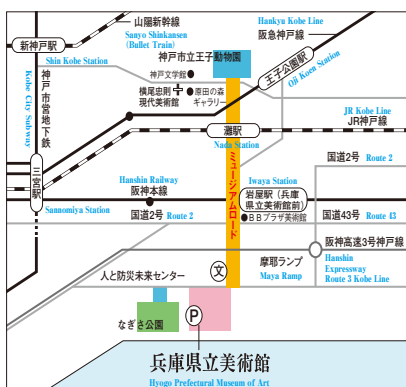 山陽新幹線
Sanyo Shinkansen
(Bullet Train)
Hankyu Kobe Line
阪急神戸線
新神戸駅
Shin Kobe Station
神戸市立王子動物園
王子公園駅
Oji Koen Station
神戸文学館
横尾忠則
現代美術館
原田の森
ギャラリー
神戸市営地下鉄
Kobe City Subway
JR Kobe Line
JR神戸線
灘駅
Nada Station
ミュージアムロード
国道2号 Route 2
三宮駅
Sannomiya Station
Hanshin Railway
阪神本線
国道2号 Route 2
Iwaya Station
岩屋駅(兵庫
県立美術館前)
BBプラザ美術館
国道43号 Route 43
阪神高速3号神戸線
Hanshin
Expressway
Route 3 Kobe Line
摩耶ランプ
Maya Ramp
人と防災未来センター
文
なぎさ公園
P
兵庫県立美術館
Hyogo Prefectural Museum of Art